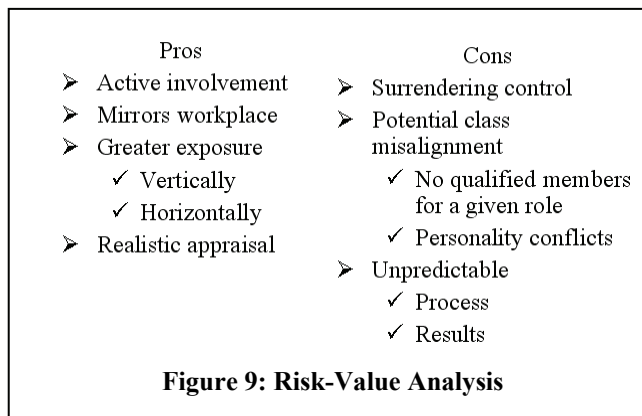 Pros
➢ Active involvement
➢ Mirrors workplace
➢ Greater exposure
✓ Vertically
✓ Horizontally
➢ Realistic appraisal
Cons
➢ Surrendering control
➢ Potential class
misalignment
✓ No qualified members
for a given role
✓ Personality conflicts
➢ Unpredictable
✓ Process
✓ Results
Figure 9: Risk-Value Analysis